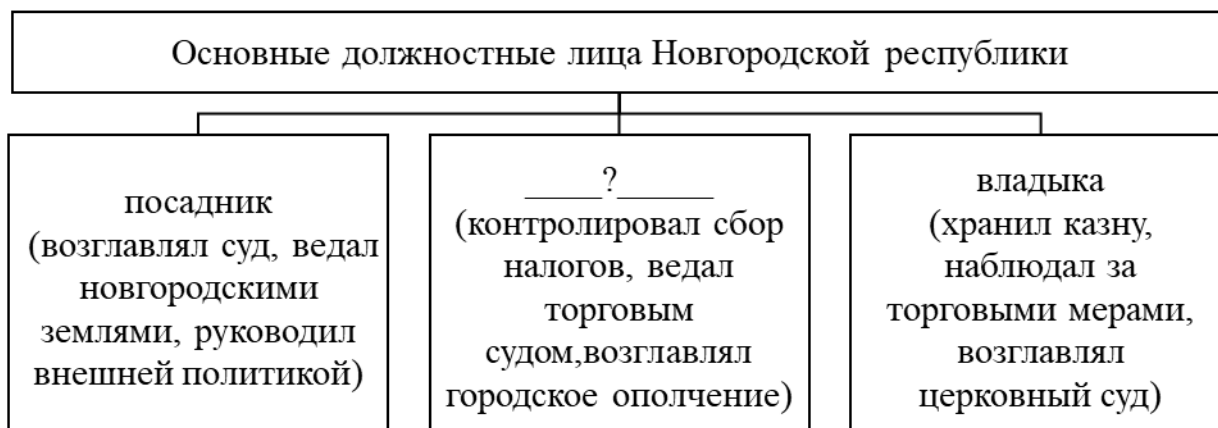 Основные должностные лица Новгородской республики
посадник
(возглавлял суд, ведал
новгородскими
землями, руководил
внешней политикой)
____?_____
(контролировал сбор
налогов, ведал
торговым
судом,возглавлял
городское ополчение)
владыка
(хранил казну,
наблюдал за
торговыми мерами,
возглавлял
церковный суд)